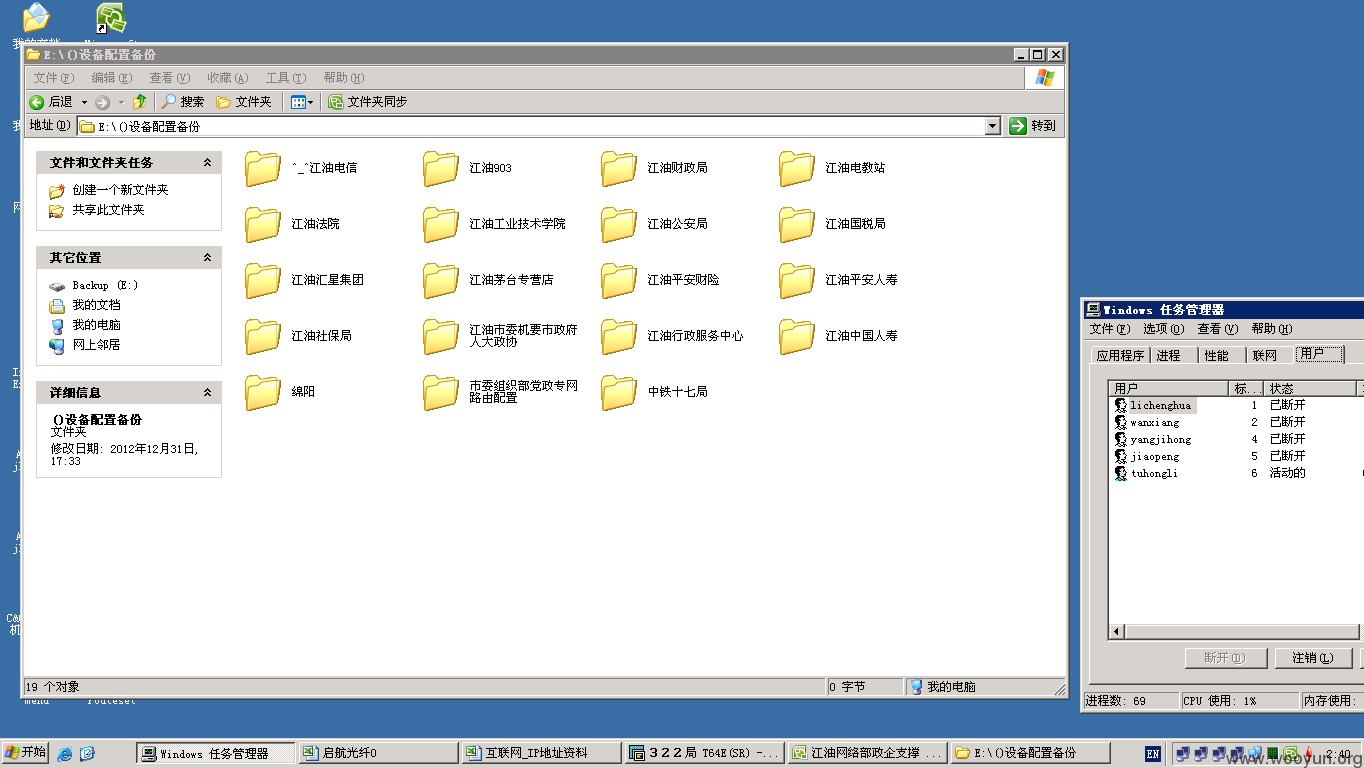 E:\()设备配置备份
文件(F) 编辑(E) 查看(V) 收藏(A) 工具(T) 帮助(H)
后退 搜索 文件夹 文件夹同步
地址(D) E:\()设备配置备份 转到
文件和文件夹任务
创建一个新文件夹
共享此文件夹
其它位置
Backup (E:)
我的文档
我的电脑
网上邻居
详细信息
()设备配置备份
文件夹
修改日期: 2012年12月31日,
17:33
^_^江油电信 江油903 江油财政局 江油电教站
江油法院 江油工业技术学院 江油公安局 江油国税局
江油汇星集团 江油茅台专营店 江油平安财险 江油平安人寿
江油社保局 江油市委机要市政府
人大政协 江油行政服务中心 江油中国人寿
绵阳 市委组织部党政专网
路由配置 中铁十七局
19 个对象 0 字节 我的电脑
Windows 任务管理器
文件(F) 选项(O) 查看(V) 帮助(H)
应用程序 进程 性能 联网 用户
用户 标... 状态
lichenghua 1 已断开
wanxiang 2 已断开
yangjihong 4 已断开
jiaopeng 5 已断开
tuhongli 6 活动的
断开(D) 注销(L)
进程数: 69 CPU 使用: 1% 内存使用:
开始 Windows 任务管理器 启航光纤0 互联网_IP地址资料 322局 T64E(SR) -... 江油网络部政企支撑 ... E:\()设备配置备份 EN 2:40
www.wooyun.org